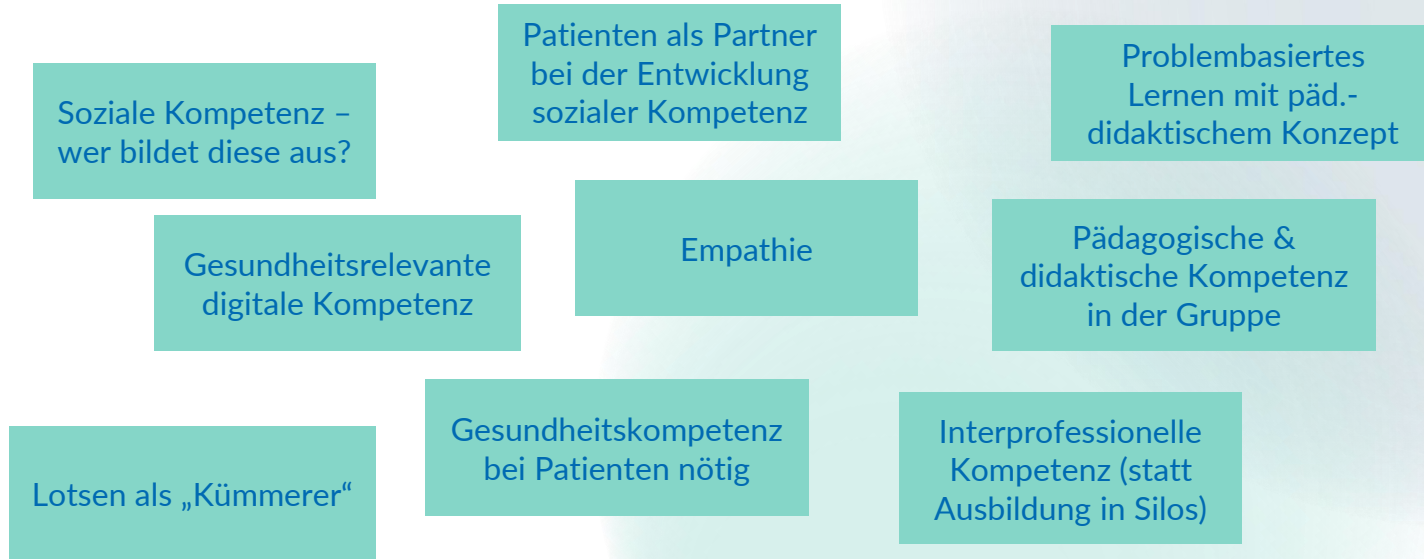 Patienten als Partner
bei der Entwicklung
sozialer Kompetenz
Problembasiertes
Lernen mit päd.-
didaktischem Konzept
Soziale Kompetenz –
wer bildet diese aus?
Gesundheitsrelevante
digitale Kompetenz
Empathie
Pädagogische &
didaktische Kompetenz
in der Gruppe
Lotsen als „Kümmerer“
Gesundheitskompetenz
bei Patienten nötig
Interprofessionelle
Kompetenz (statt
Ausbildung in Silos)